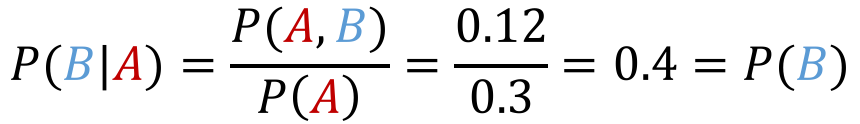 P(B|A) = P(A, B) / P(A) = 0.12 / 0.3 = 0.4 = P(B)